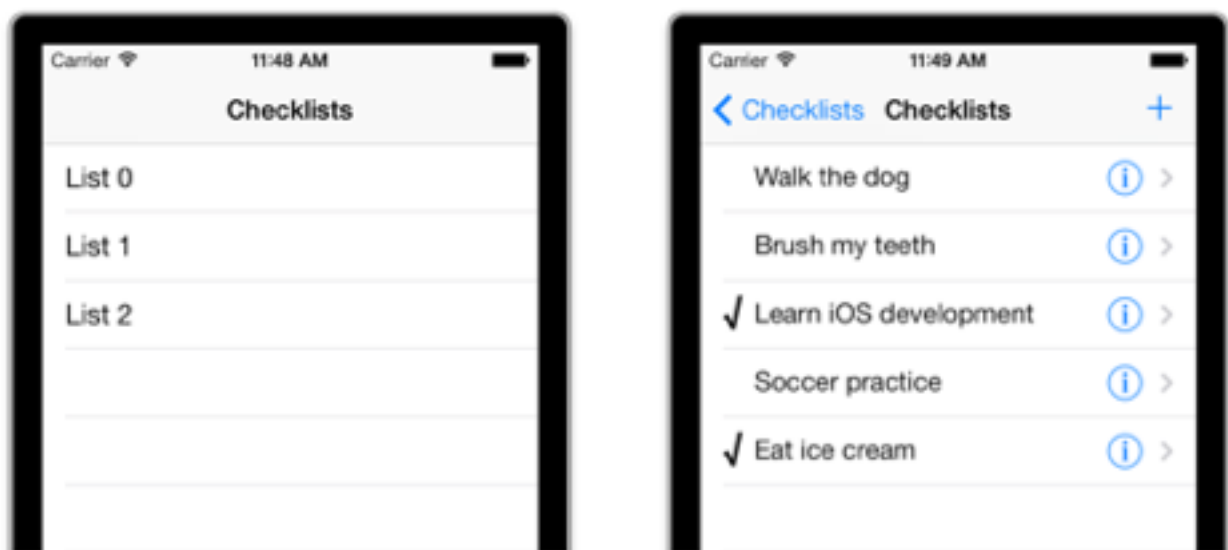 Carrier 11:48 AM
Checklists
List 0
List 1
List 2
Carrier 11:49 AM
Checklists Checklists +
Walk the dog
Brush my teeth
Learn iOS development
Soccer practice
Eat ice cream